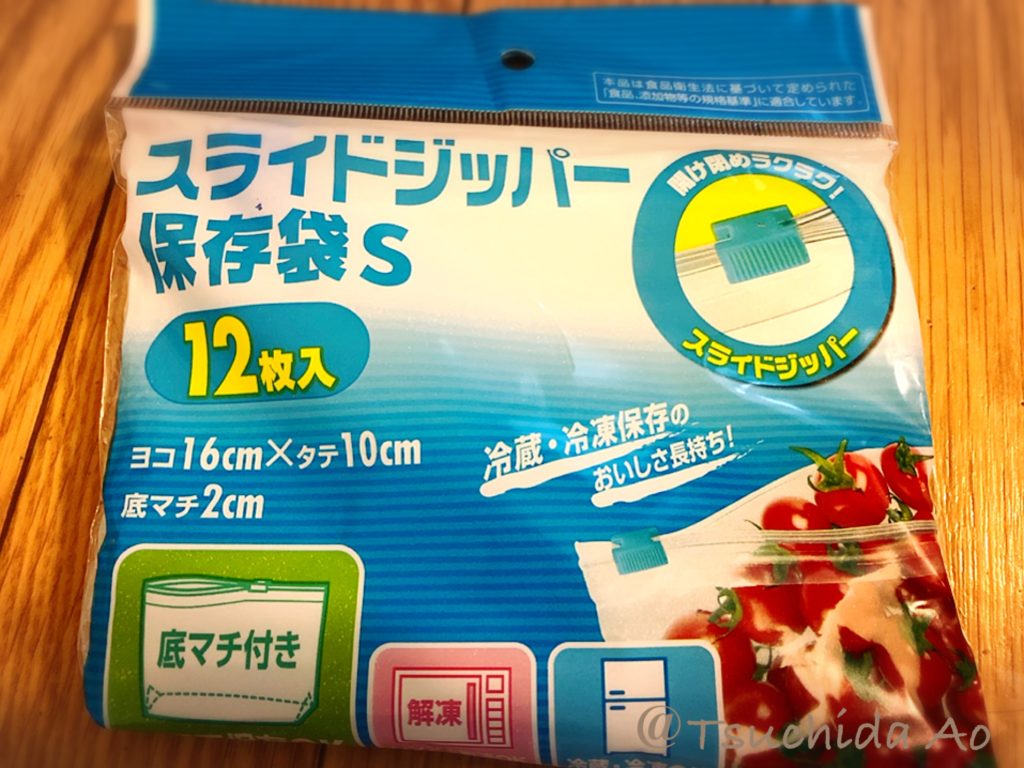 本品は食品衛生法に基づいて定められた
「食品、添加物等の規格基準」に適合しています。
スライドジッパー
保存袋S
開け閉めラクラク!
スライドジッパー
12枚入
ヨコ16cm×タテ10cm
底マチ2cm
冷蔵・冷凍保存の
おいしさ長持ち!
底マチ付き
解凍
@Tsuchida Ao